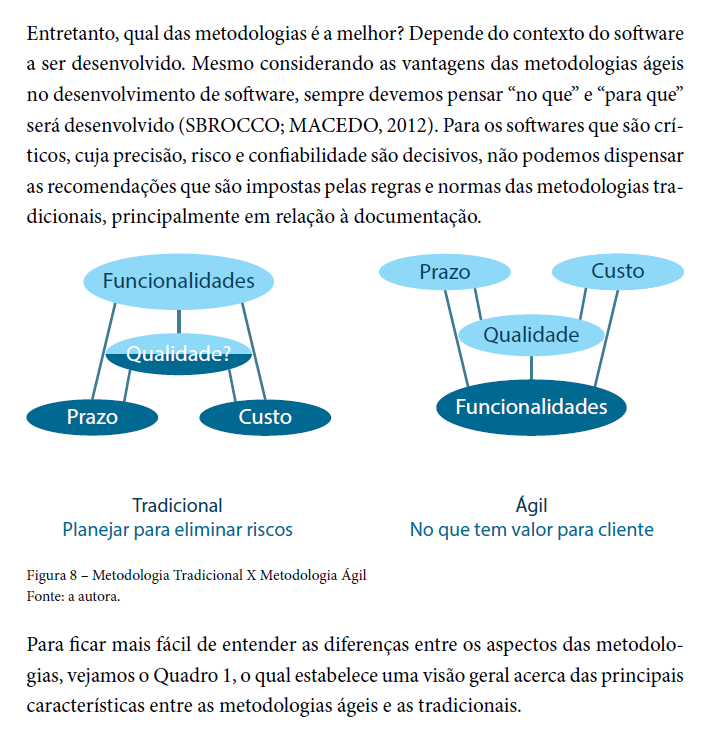 Entretanto, qual das metodologias é a melhor? Depende do contexto do software
a ser desenvolvido. Mesmo considerando as vantagens das metodologias ágeis
no desenvolvimento de software, sempre devemos pensar “no que” e “para que”
será desenvolvido (SBROCCO; MACEDO, 2012). Para os softwares que são crí-
ticos, cuja precisão, risco e confiabilidade são decisivos, não podemos dispensar
as recomendações que são impostas pelas regras e normas das metodologias tra-
dicionais, principalmente em relação à documentação.
Funcionalidades
Qualidade?
Prazo
Custo
Tradicional
Planejar para eliminar riscos
Prazo
Custo
Qualidade
Funcionalidades
Ágil
No que tem valor para cliente
Figura 8 – Metodologia Tradicional X Metodologia Ágil
Fonte: a autora.
Para ficar mais fácil de entender as diferenças entre os aspectos das metodolo-
gias, vejamos o Quadro 1, o qual estabelece uma visão geral acerca das principais
características entre as metodologias ágeis e as tradicionais.